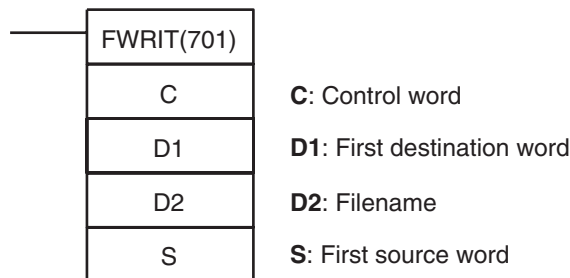 FWRIT(701)
C C: Control word
D1 D1: First destination word
D2 D2: Filename
S S: First source word